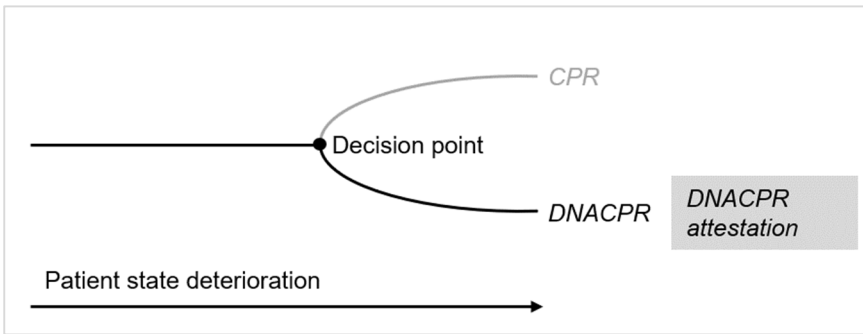 CPR
Decision point
DNACPR
DNACPR
attestation
Patient state deterioration